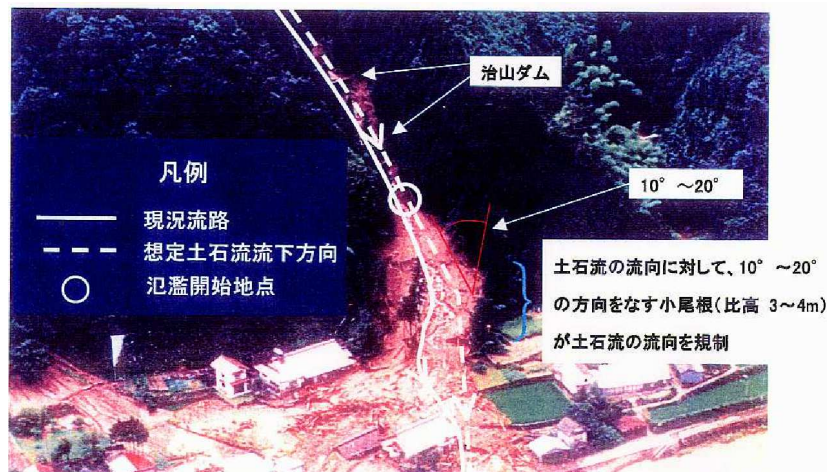 治山ダム
10° ～20°
凡例
現況流路
想定土石流流下方向
氾濫開始地点
土石流の流向に対して、10° ～20°
の方向をなす小尾根(比高 3～4m)
が土石流の流向を規制